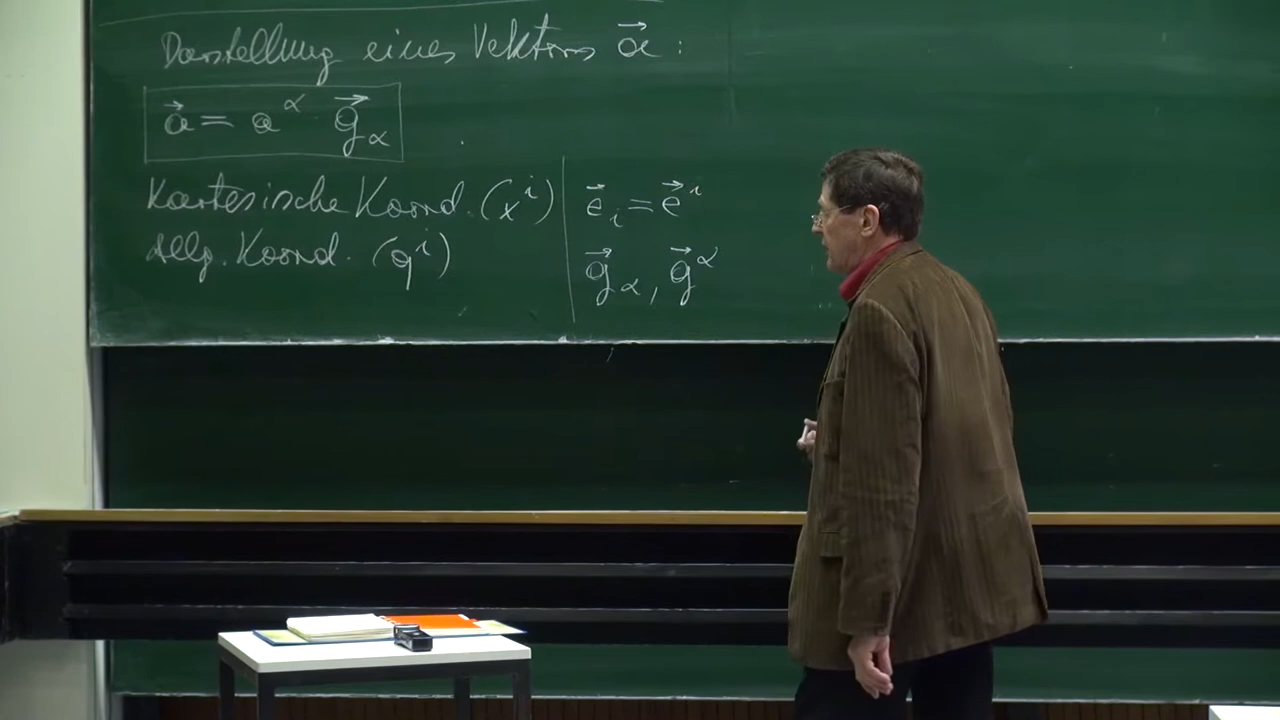 Darstellung eines Vektors a⃗ :
a⃗ = a^α g⃗_α
Kartesische Koord. (x^i) | e⃗_i = e⃗^i
allg. Koord. (q^i) | g⃗_α, g⃗^α